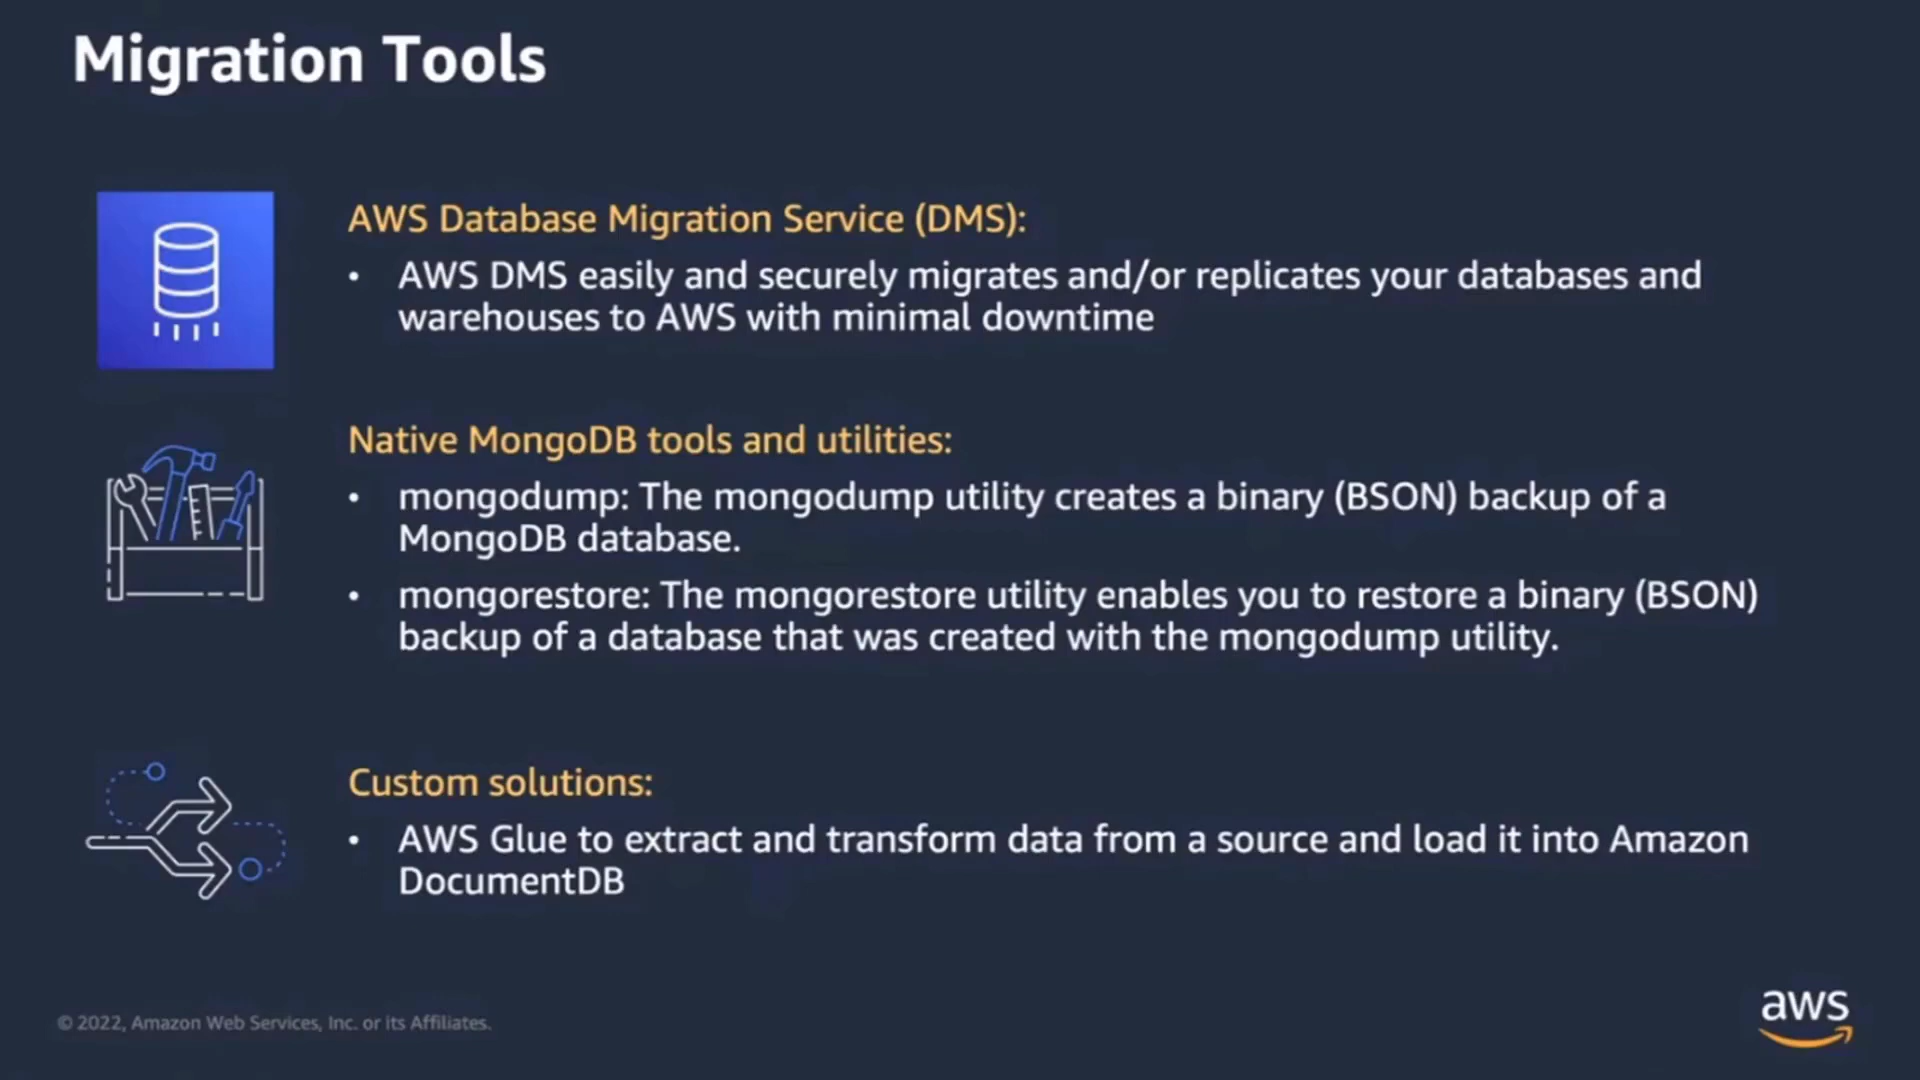 Migration Tools
AWS Database Migration Service (DMS):
• AWS DMS easily and securely migrates and/or replicates your databases and
warehouses to AWS with minimal downtime
Native MongoDB tools and utilities:
• mongodump: The mongodump utility creates a binary (BSON) backup of a
MongoDB database.
• mongorestore: The mongorestore utility enables you to restore a binary (BSON)
backup of a database that was created with the mongodump utility.
Custom solutions:
• AWS Glue to extract and transform data from a source and load it into Amazon
DocumentDB
© 2022, Amazon Web Services, Inc. or its Affiliates.
aws